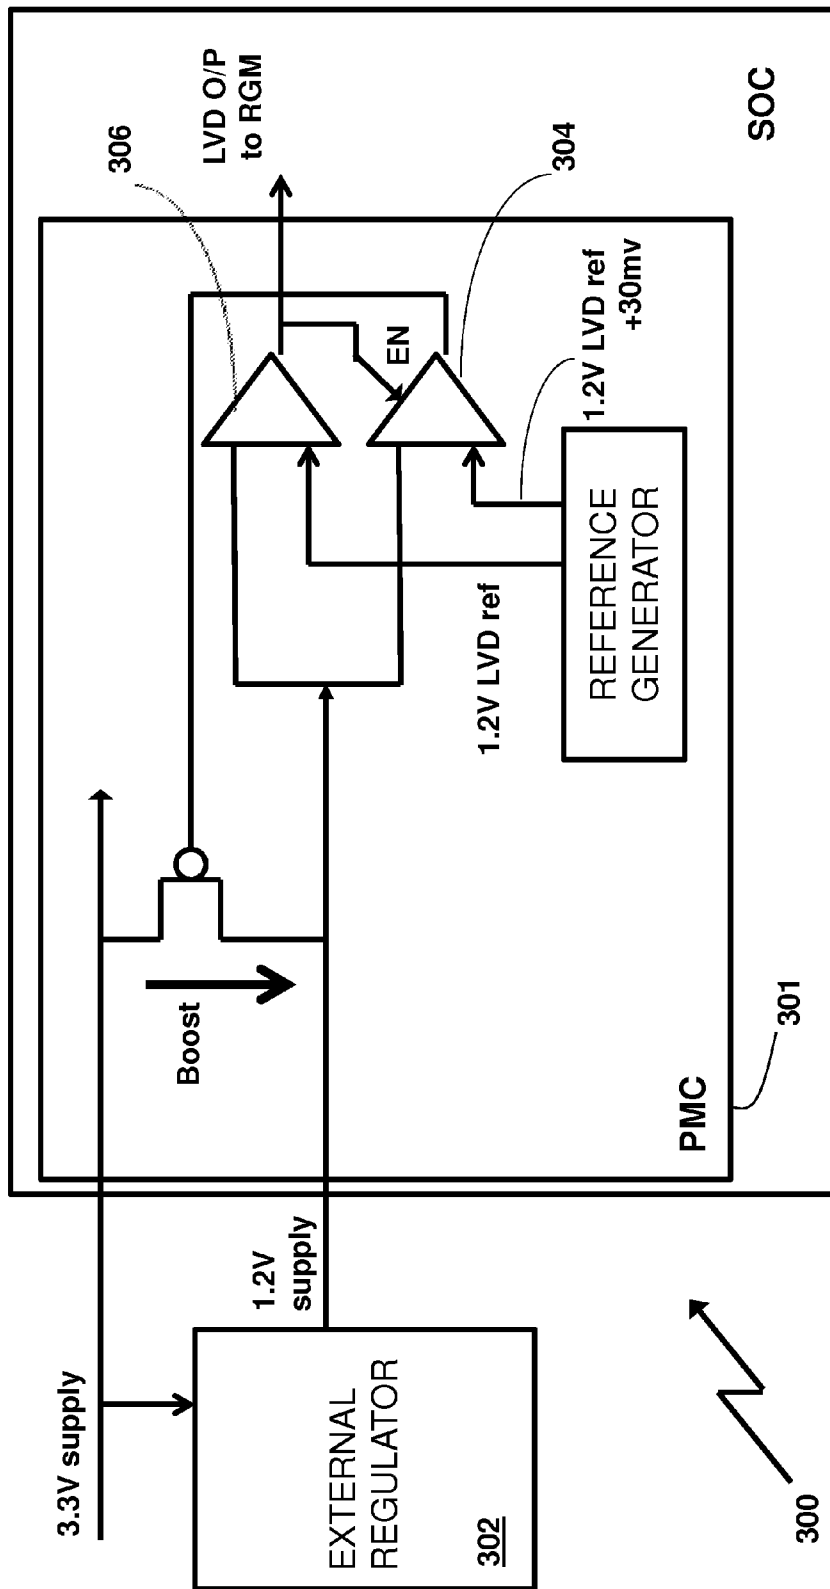 3.3V supply
EXTERNAL
REGULATOR
302
300
1.2V
supply
Boost
PMC
301
1.2V LVD ref
REFERENCE
GENERATOR
1.2V LVD ref
+30mv
EN
306
304
LVD O/P
to RGM
SOC